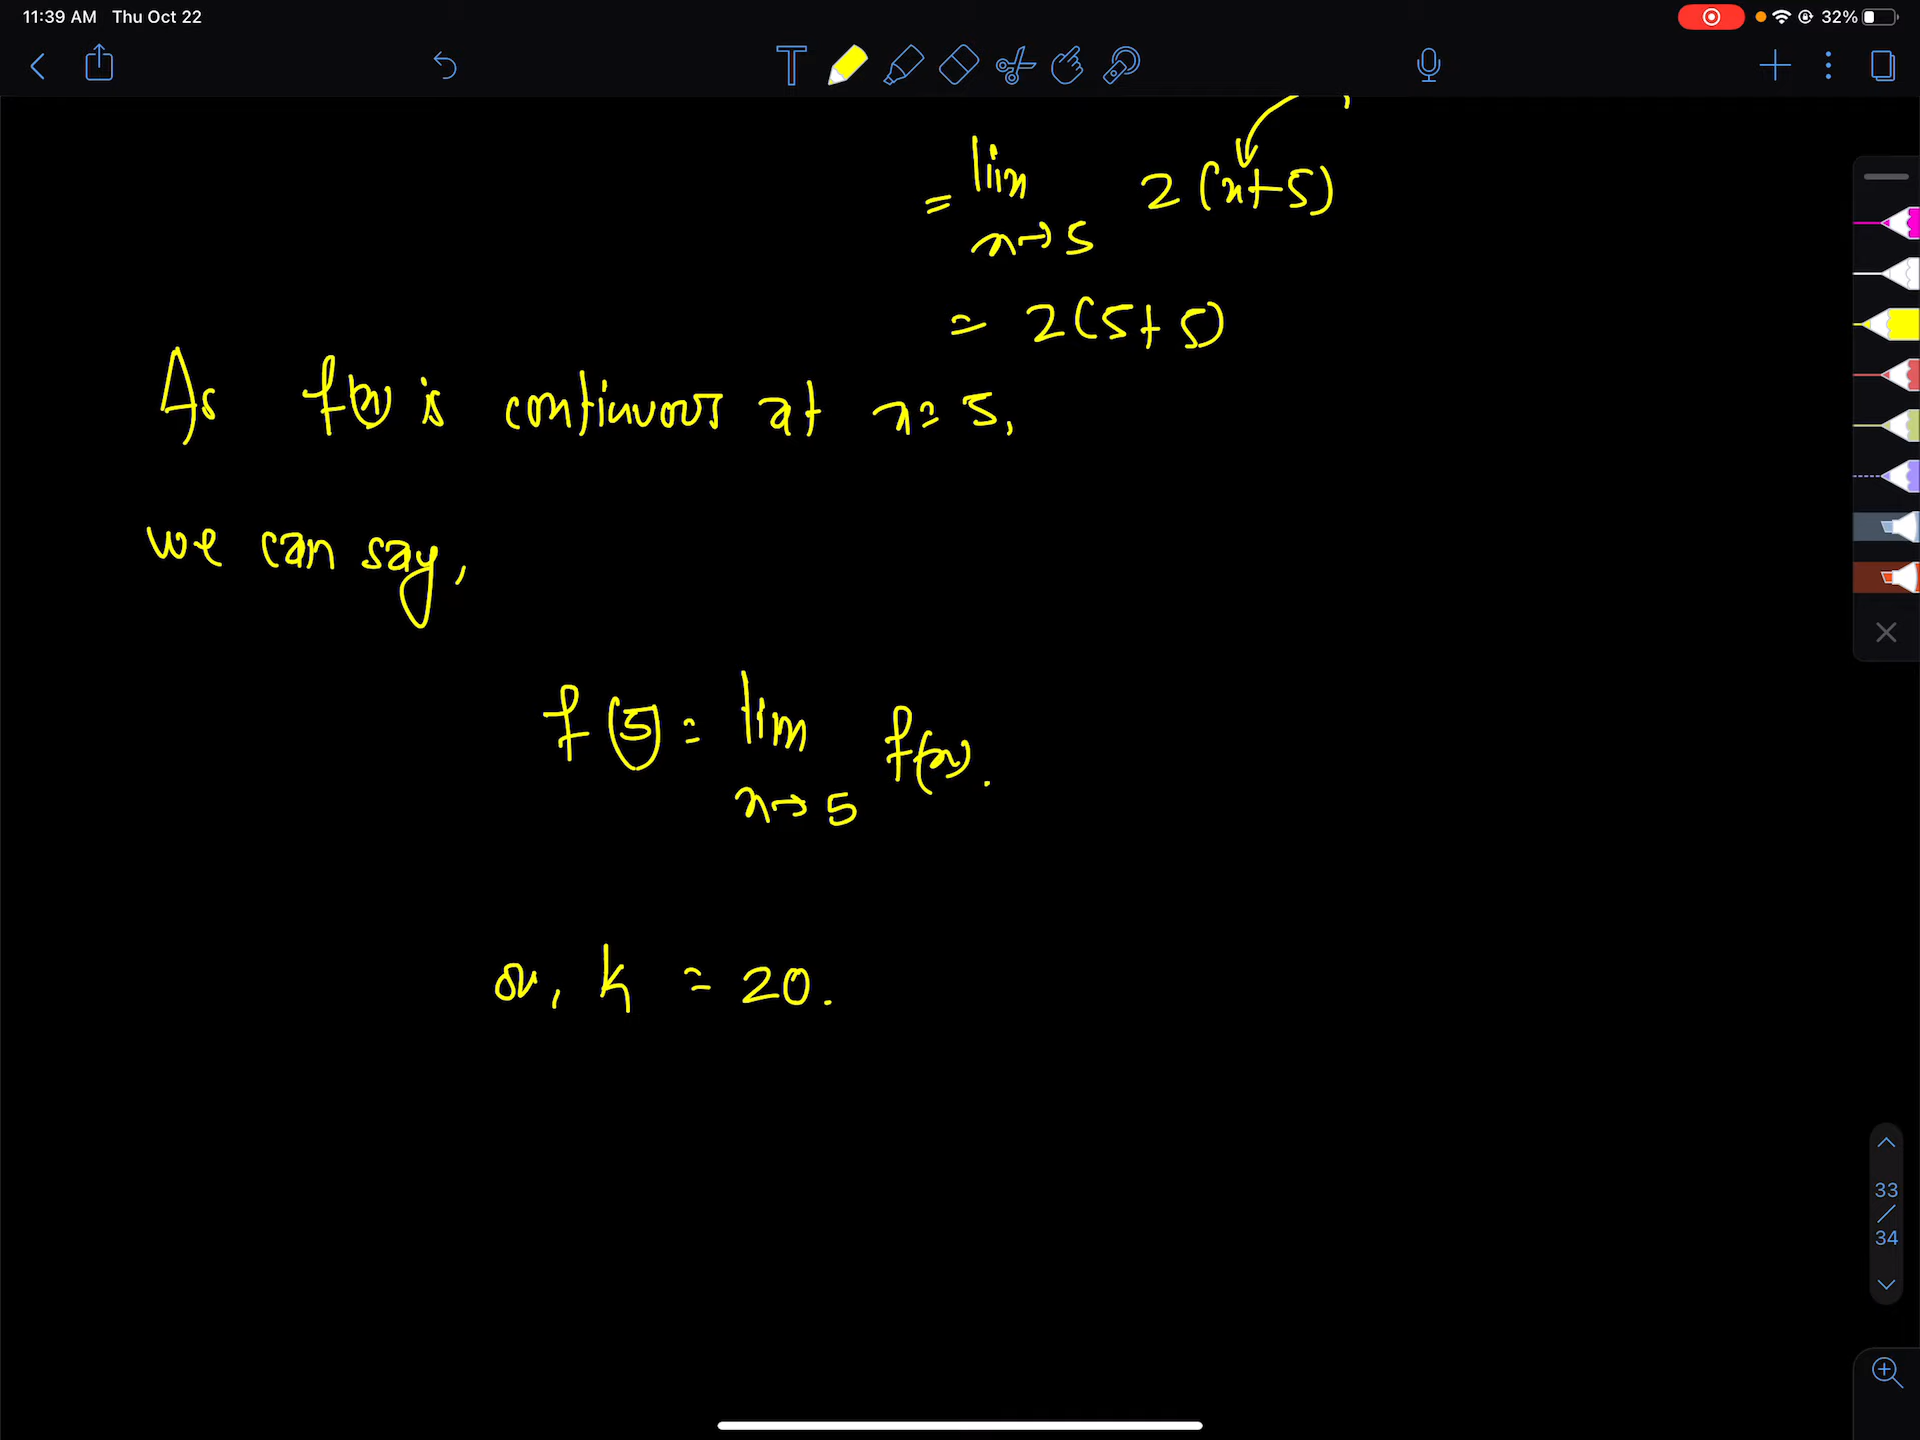 11:39 AM Thu Oct 22
32%
= lim 2 (x+5)
x→5
= 2(5+5)
As f(x) is continuous at x = 5,
we can say,
f(5) = lim f(x).
x→5
or, k = 20.
33
/
34